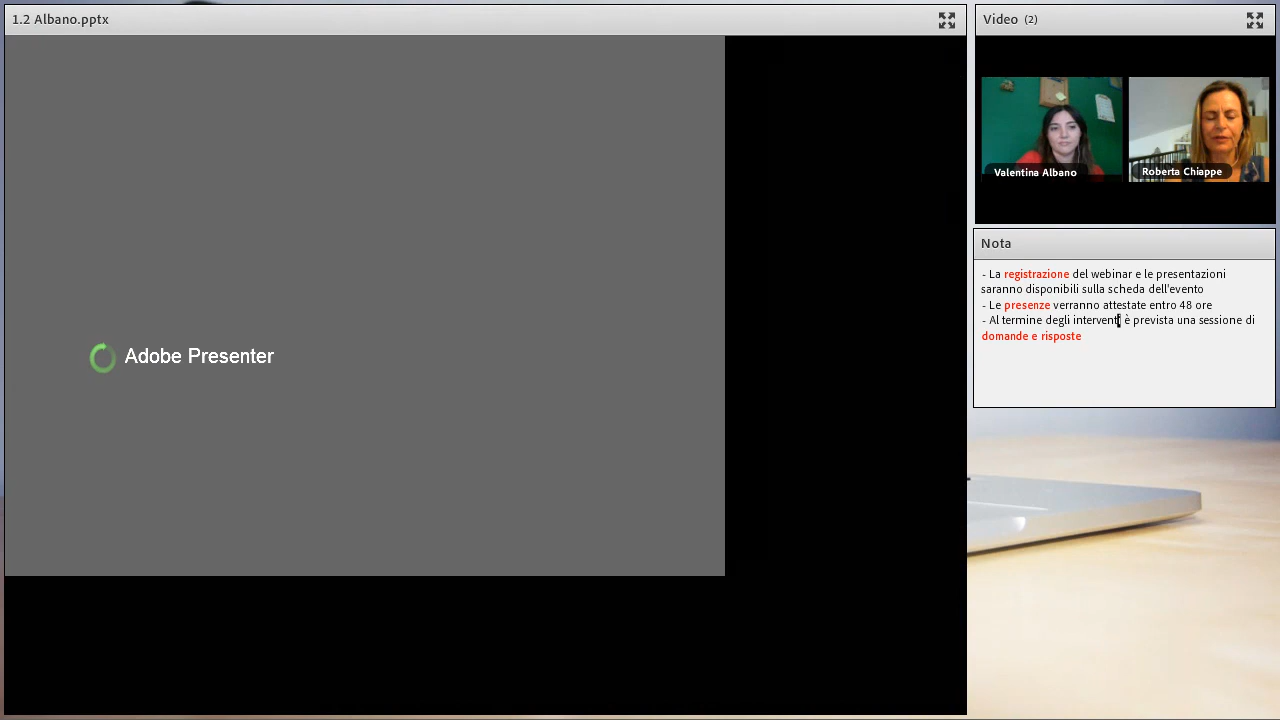 1.2 Albano.pptx
Video (2)
Valentina Albano
Roberta Chiappe
Nota
- La registrazione del webinar e le presentazioni
saranno disponibili sulla scheda dell'evento
- Le presenze verranno attestate entro 48 ore
- Al termine degli interventi è prevista una sessione di
domande e risposte
Adobe Presenter